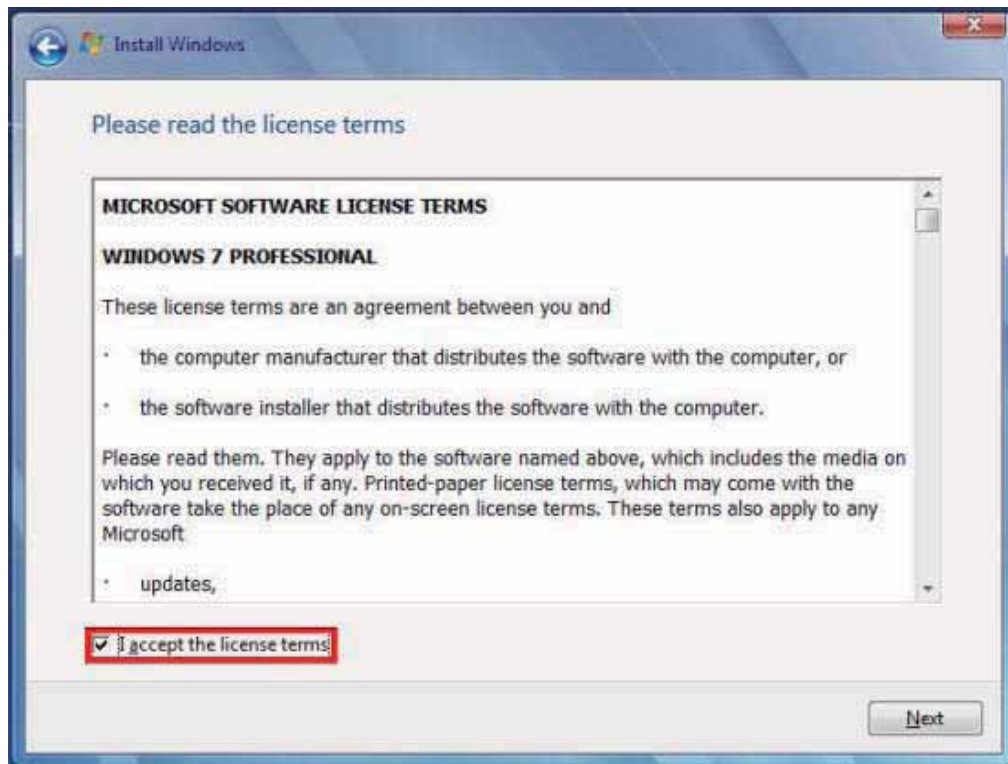 Install Windows
Please read the license terms
MICROSOFT SOFTWARE LICENSE TERMS
WINDOWS 7 PROFESSIONAL
These license terms are an agreement between you and
· the computer manufacturer that distributes the software with the computer, or
· the software installer that distributes the software with the computer.
Please read them. They apply to the software named above, which includes the media on
which you received it, if any. Printed-paper license terms, which may come with the
software take the place of any on-screen license terms. These terms also apply to any
Microsoft
· updates,
I accept the license terms
Next